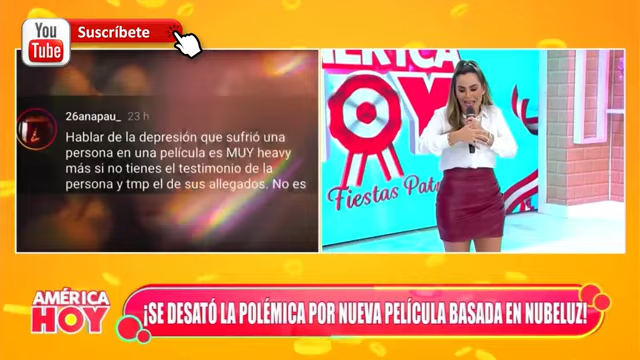 You
Tube
Suscríbete
26anapau_ 23 h
Hablar de la depresión que sufrió una
persona en una película es MUY heavy
más si no tienes el testimonio de la
persona y tmp el de sus allegados. No es
AMÉRICA
HOY
Fiestas Pat
AMÉRICA
HOY
¡SE DESATÓ LA POLÉMICA POR NUEVA PELÍCULA BASADA EN NUBELUZ!